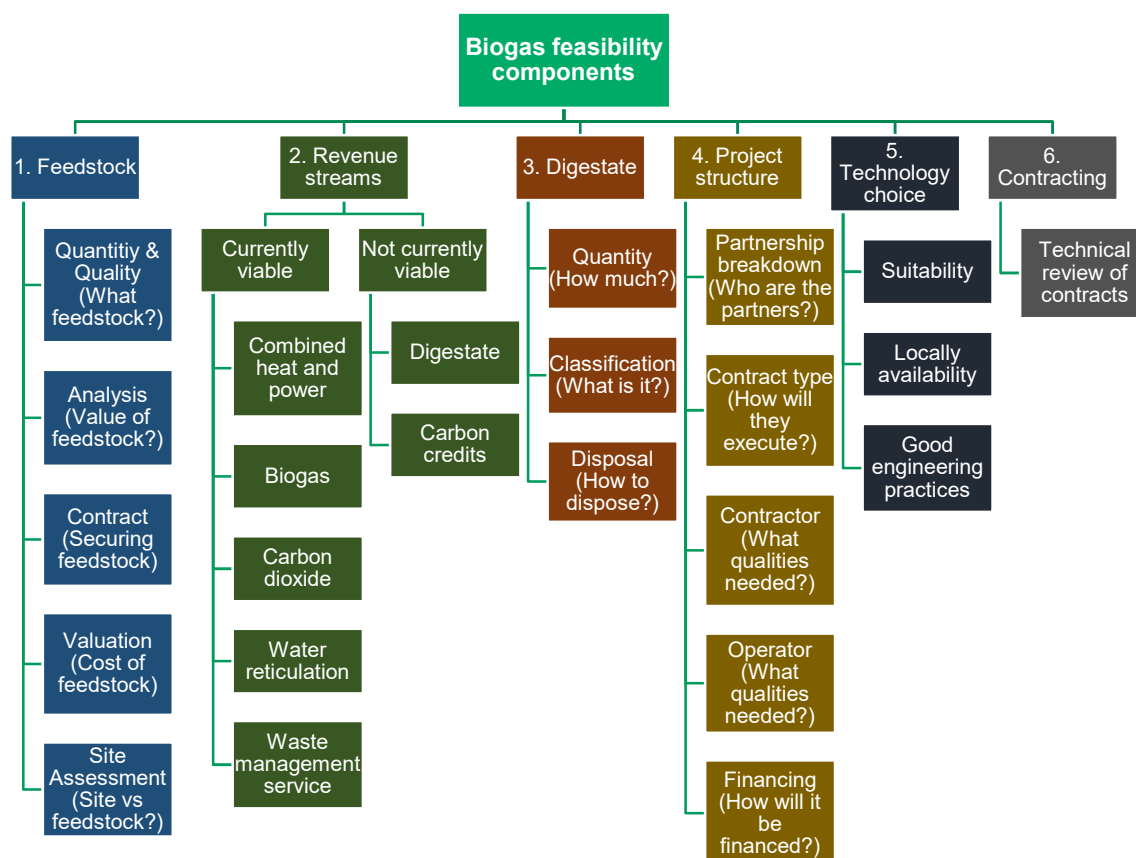 Biogas feasibility
components
1. Feedstock
Quantitiy &
Quality
(What
feedstock?)
Analysis
(Value of
feedstock?)
Contract
(Securing
feedstock)
Valuation
(Cost of
feedstock)
Site
Assessment
(Site vs
feedstock?)
2. Revenue
streams
Currently
viable
Combined
heat and
power
Biogas
Carbon
dioxide
Water
reticulation
Waste
management
service
Not currently
viable
Digestate
Carbon
credits
3. Digestate
Quantity
(How much?)
Classification
(What is it?)
Disposal
(How to
dispose?)
4. Project
structure
Partnership
breakdown
(Who are the
partners?)
Contract type
(How will
they
execute?)
Contractor
(What
qualities
needed?)
Operator
(What
qualities
needed?)
Financing
(How will it
be
financed?)
5.
Technology
choice
Suitability
Locally
availability
Good
engineering
practices
6.
Contracting
Technical
review of
contracts